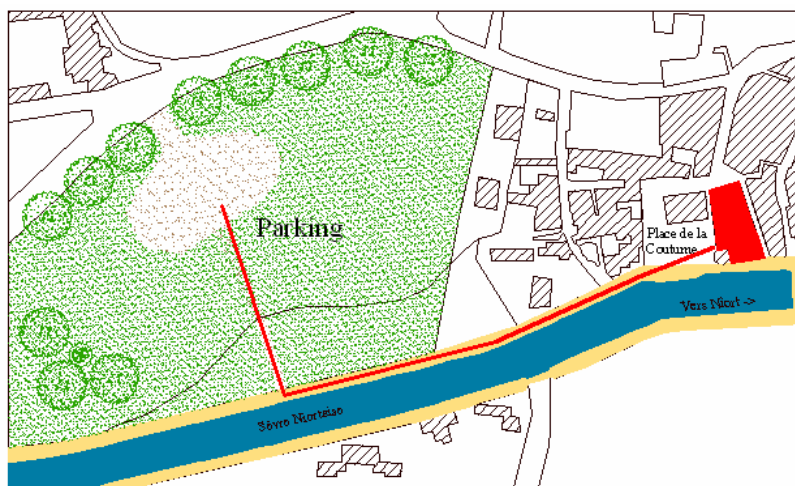 Parking
Place de la
Coutume
Vers Niort ->
Sèvre Niortaise